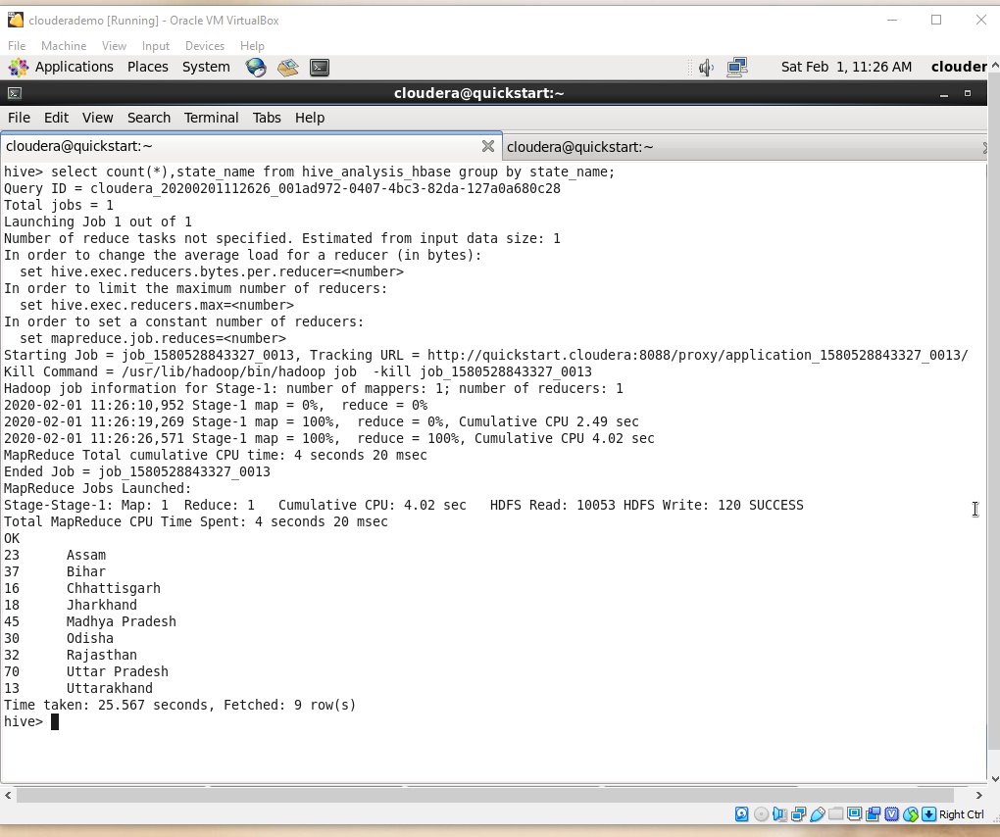 clouderademo [Running] - Oracle VM VirtualBox
File Machine View Input Devices Help
Applications Places System Sat Feb 1, 11:26 AM clouder
cloudera@quickstart:~
File Edit View Search Terminal Tabs Help
cloudera@quickstart:~ cloudera@quickstart:~
hive> select count(*),state_name from hive_analysis_hbase group by state_name;
Query ID = cloudera_20200201112626_001ad972-0407-4bc3-82da-127a0a680c28
Total jobs = 1
Launching Job 1 out of 1
Number of reduce tasks not specified. Estimated from input data size: 1
In order to change the average load for a reducer (in bytes):
  set hive.exec.reducers.bytes.per.reducer=<number>
In order to limit the maximum number of reducers:
  set hive.exec.reducers.max=<number>
In order to set a constant number of reducers:
  set mapreduce.job.reduces=<number>
Starting Job = job_1580528843327_0013, Tracking URL = http://quickstart.cloudera:8088/proxy/application_1580528843327_0013/
Kill Command = /usr/lib/hadoop/bin/hadoop job  -kill job_1580528843327_0013
Hadoop job information for Stage-1: number of mappers: 1; number of reducers: 1
2020-02-01 11:26:10,952 Stage-1 map = 0%,  reduce = 0%
2020-02-01 11:26:19,269 Stage-1 map = 100%,  reduce = 0%, Cumulative CPU 2.49 sec
2020-02-01 11:26:26,571 Stage-1 map = 100%,  reduce = 100%, Cumulative CPU 4.02 sec
MapReduce Total cumulative CPU time: 4 seconds 20 msec
Ended Job = job_1580528843327_0013
MapReduce Jobs Launched:
Stage-Stage-1: Map: 1  Reduce: 1   Cumulative CPU: 4.02 sec   HDFS Read: 10053 HDFS Write: 120 SUCCESS
Total MapReduce CPU Time Spent: 4 seconds 20 msec
OK
23 Assam
37 Bihar
16 Chhattisgarh
18 Jharkhand
45 Madhya Pradesh
30 Odisha
32 Rajasthan
70 Uttar Pradesh
13 Uttarakhand
Time taken: 25.567 seconds, Fetched: 9 row(s)
hive>
Right Ctrl